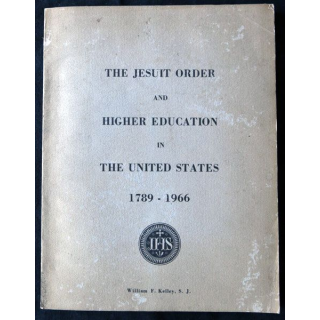 THE JESUIT ORDER
AND
HIGHER EDUCATION
IN
THE UNITED STATES
1789 - 1966
IHS
William F. Kelley, S. J.